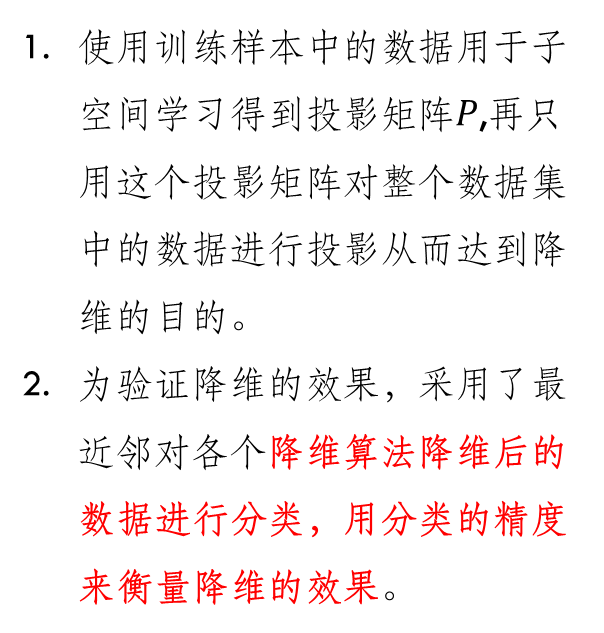 1. 使用训练样本中的数据用于子
空间学习得到投影矩阵P,再只
用这个投影矩阵对整个数据集
中的数据进行投影从而达到降
维的目的。
2. 为验证降维的效果，采用了最
近邻对各个降维算法降维后的
数据进行分类，用分类的精度
来衡量降维的效果。